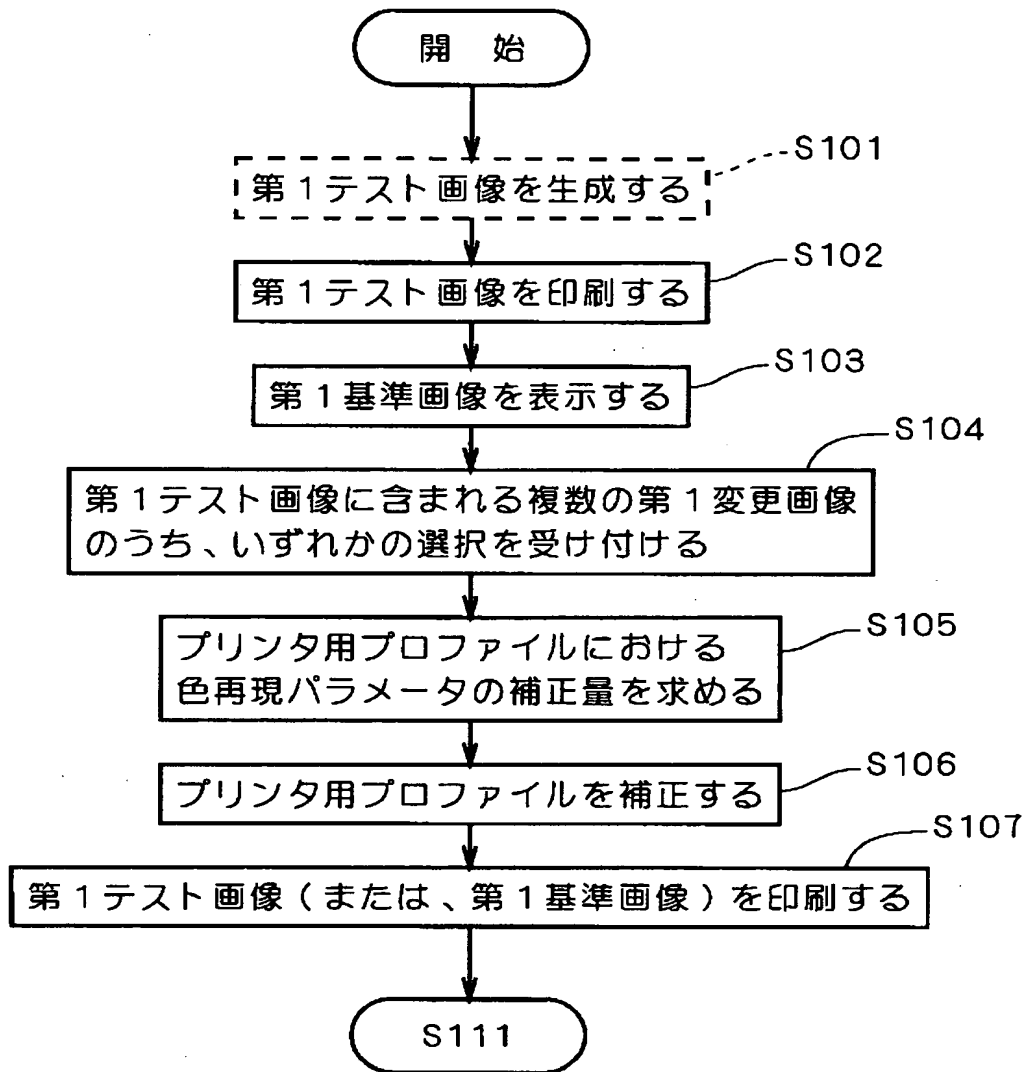 開 始
S101
第1テスト画像を生成する
S102
第1テスト画像を印刷する
S103
第1基準画像を表示する
S104
第1テスト画像に含まれる複数の第1変更画像
のうち、いずれかの選択を受け付ける
S105
プリンタ用プロファイルにおける
色再現パラメータの補正量を求める
S106
プリンタ用プロファイルを補正する
S107
第1テスト画像(または、第1基準画像)を印刷する
S111